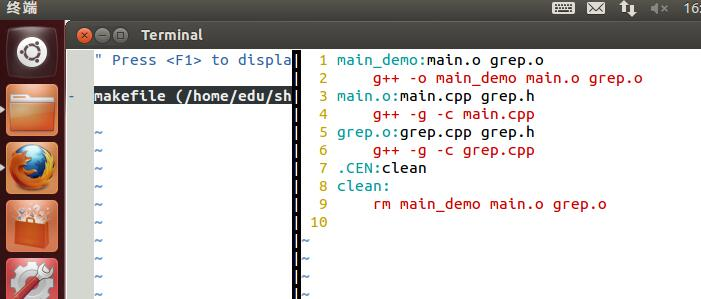 终端
16:
Terminal
" Press <F1> to displa
makefile (/home/edu/sh
1 main_demo:main.o grep.o
2 g++ -o main_demo main.o grep.o
3 main.o:main.cpp grep.h
4 g++ -g -c main.cpp
5 grep.o:grep.cpp grep.h
6 g++ -g -c grep.cpp
7 .CEN:clean
8 clean:
9 rm main_demo main.o grep.o
10